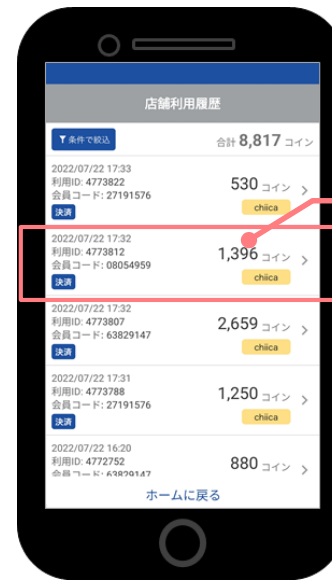 店舗利用履歴
▼条件で絞込
合計 8,817 コイン
2022/07/22 17:33
利用ID: 4773822
530 コイン
会員コード: 27191576
決済
chiica
2022/07/22 17:32
利用ID: 4773812
1,396 コイン
会員コード: 08054959
決済
chiica
2022/07/22 17:32
利用ID: 4773807
2,659 コイン
会員コード: 63829147
決済
chiica
2022/07/22 17:31
利用ID: 4773788
1,250 コイン
会員コード: 27191576
決済
chiica
2022/07/22 16:20
利用ID: 4772752
880 コイン
会員コード: 63829147
ホームに戻る